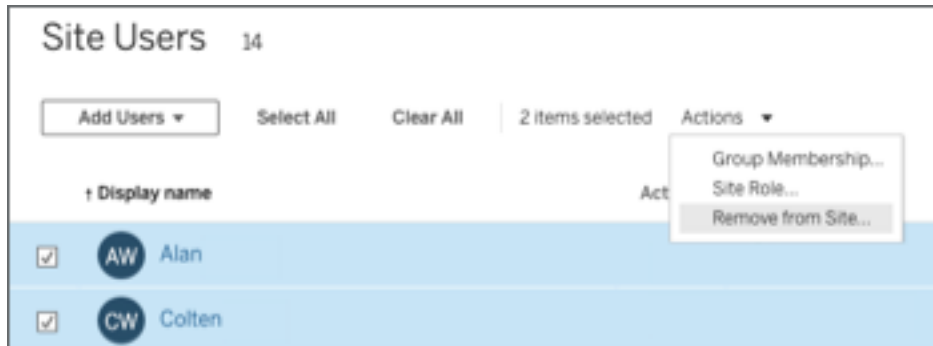 Site Users 14
Add Users Select All Clear All 2 items selected Actions
Group Membership...
Site Role...
↑ Display name Act
Remove from Site...
AW Alan
CW Colten